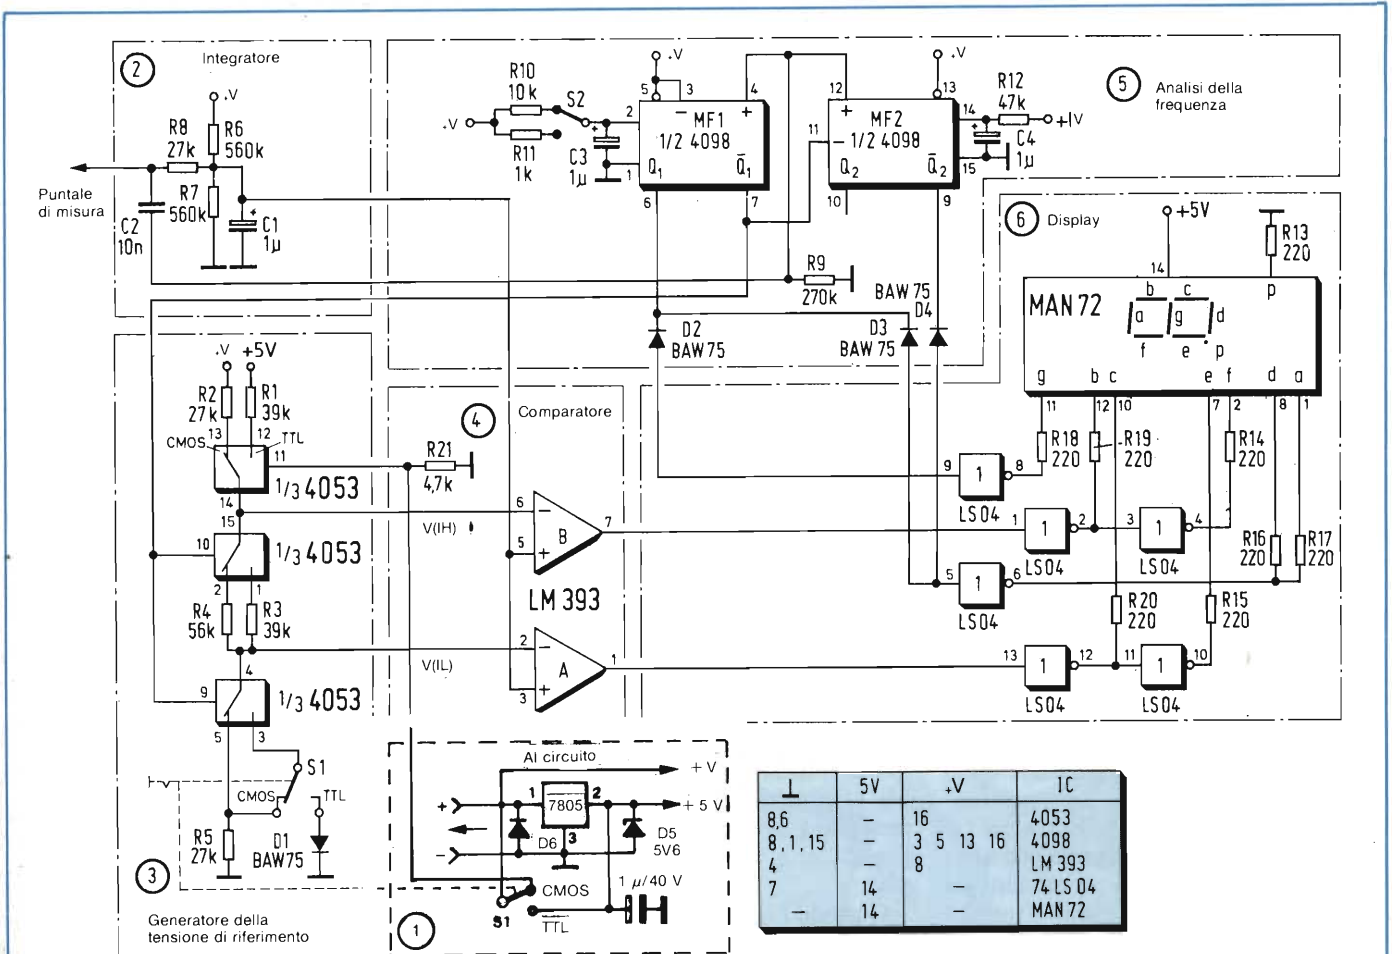 2
Integratore
.V
R8
27k
R6
560k
R7
560k
Puntale
di misura
C2
10n
C1
1µ
+
R10
10k
S2
.V
R11
1k
C3
1µ
+
2
1
.V
5
3
4
−
+
MF1
1/2 4098
Q1
Q̅1
6
7
12
11
+
−
MF2
1/2 4098
Q2
Q̅2
10
9
.V
13
14
15
R12
47k
+IV
+
C4
1µ
5
Analisi della
frequenza
R9
270k
D2
BAW75
BAW 75
D4
D3
BAW 75
6
Display
+5V
14
R13
220
MAN 72
b c p
a g d
f e p
g b c e f d a
11 12 10 7 2 8 1
R18
220
R19
220
R14
220
R16
220
R17
220
R20
220
R15
220
9
1
8
LS04
1
1
2
LS04
3
1
4
LS04
5
1
6
LS04
13
1
12
LS04
11
1
10
LS04
.V +5V
R2
27k
R1
39k
13
12
CMOS
TTL
11
1/3 4053
14
15
10
1/3 4053
2
1
R4
56k
R3
39k
4
9
1/3 4053
5
3
S1
CMOS
TTL
R5
27k
D1
BAW75
3
Generatore della
tensione di riferimento
4
Comparatore
R21
4,7k
V(IH)
6
−
B
7
5
+
LM 393
V(IL)
2
−
A
1
3
+
Al circuito
+ V
+
1
7805
2
+ 5 V
3
D6
D5
5V6
−
CMOS
S1
TTL
1 µ/40 V
1
⊥ 5V .V IC
8,6 − 16 4053
8,1,15 − 3 5 13 16 4098
4 − 8 LM 393
7 14 − 74 LS 04
− 14 − MAN 72